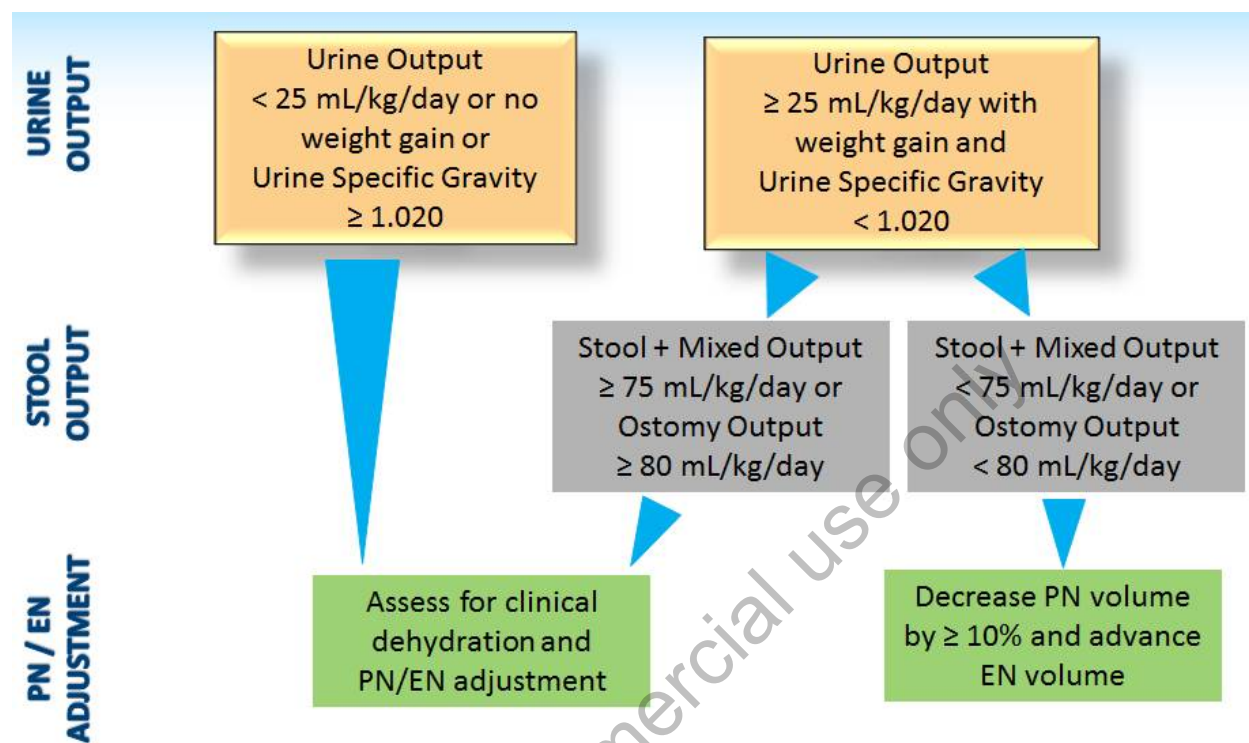 URINE
OUTPUT
Urine Output
< 25 mL/kg/day or no
weight gain or
Urine Specific Gravity
≥ 1.020
Urine Output
≥ 25 mL/kg/day with
weight gain and
Urine Specific Gravity
< 1.020
STOOL
OUTPUT
Stool + Mixed Output
≥ 75 mL/kg/day or
Ostomy Output
≥ 80 mL/kg/day
Stool + Mixed Output
< 75 mL/kg/day or
Ostomy Output
< 80 mL/kg/day
PN / EN
ADJUSTMENT
Assess for clinical
dehydration and
PN/EN adjustment
Decrease PN volume
by ≥ 10% and advance
EN volume
mercial use only